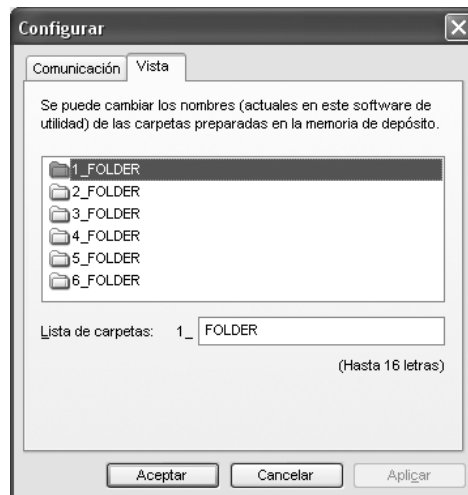 Configurar
Comunicación Vista
Se puede cambiar los nombres (actuales en este software de
utilidad) de las carpetas preparadas en la memoria de depósito.
1_FOLDER
2_FOLDER
3_FOLDER
4_FOLDER
5_FOLDER
6_FOLDER
Lista de carpetas: 1_ FOLDER
(Hasta 16 letras)
Aceptar Cancelar Aplicar